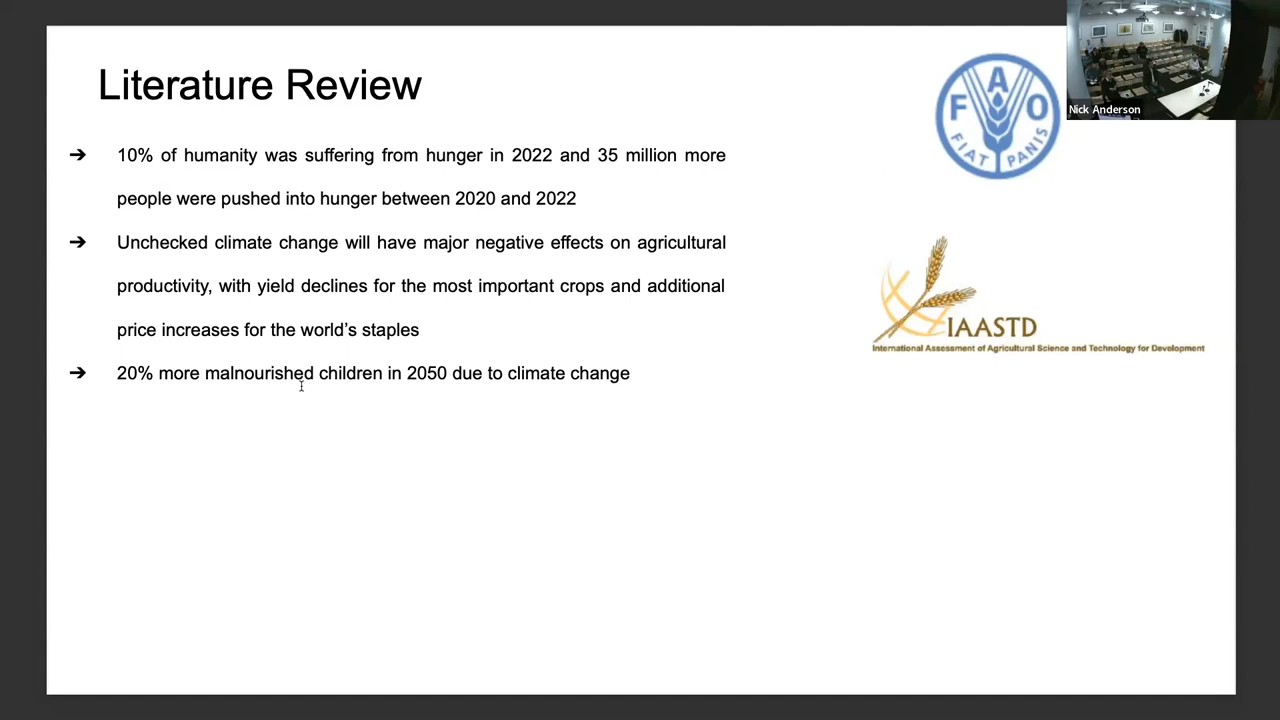 Literature Review
➔ 10% of humanity was suffering from hunger in 2022 and 35 million more
people were pushed into hunger between 2020 and 2022
➔ Unchecked climate change will have major negative effects on agricultural
productivity, with yield declines for the most important crops and additional
price increases for the world’s staples
➔ 20% more malnourished children in 2050 due to climate change
F A O
FIAT PANIS
IAASTD
International Assessment of Agricultural Science and Technology for Development
Nick Anderson